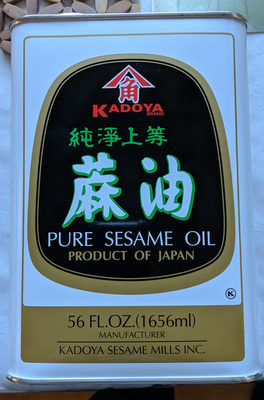 角
KADOYA
BRAND
純淨上等
蔴油
PURE SESAME OIL
PRODUCT OF JAPAN
K
56 FL.OZ.(1656ml)
MANUFACTURER
KADOYA SESAME MILLS INC.